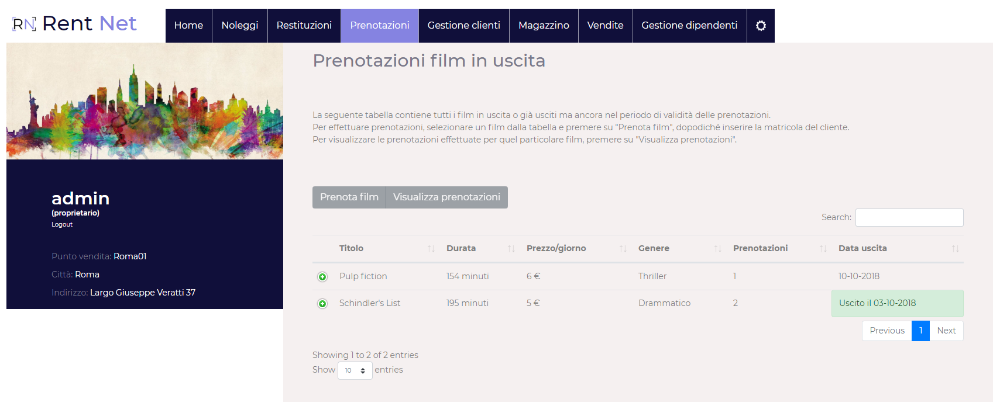 RN Rent Net
Home Noleggi Restituzioni Prenotazioni Gestione clienti Magazzino Vendite Gestione dipendenti
Prenotazioni film in uscita
La seguente tabella contiene tutti i film in uscita o già usciti ma ancora nel periodo di validità delle prenotazioni.
Per effettuare prenotazioni, selezionare un film dalla tabella e premere su "Prenota film", dopodiché inserire la matricola del cliente.
Per visualizzare le prenotazioni effettuate per quel particolare film, premere su "Visualizza prenotazioni".
admin
(proprietario)
Logout
Punto vendita: Roma01
Città: Roma
Indirizzo: Largo Giuseppe Veratti 37
Prenota film Visualizza prenotazioni
Search:
Titolo Durata Prezzo/giorno Genere Prenotazioni Data uscita
Pulp fiction 154 minuti 6 € Thriller 1 10-10-2018
Schindler's List 195 minuti 5 € Drammatico 2 Uscito il 03-10-2018
Previous 1 Next
Showing 1 to 2 of 2 entries
Show 10 entries